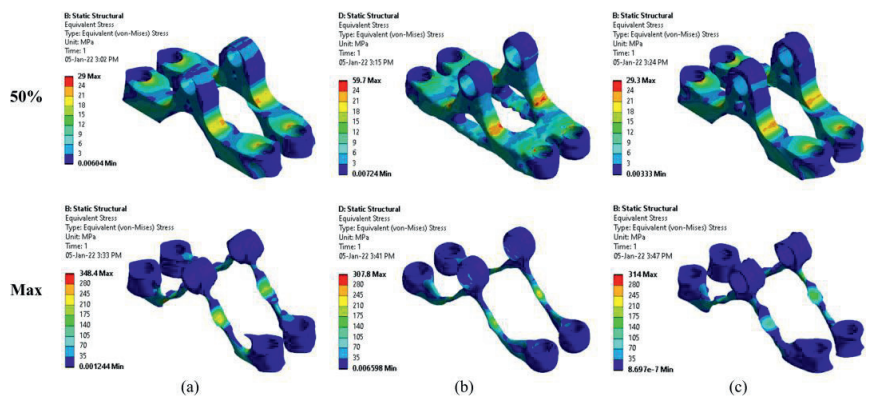 B: Static Structural
Equivalent Stress
Type: Equivalent (von-Mises) Stress
Unit: MPa
Time: 1
05-Jan-22 3:02 PM
29 Max
24
21
18
15
12
9
6
3
0.00604 Min
D: Static Structural
Equivalent Stress
Type: Equivalent (von-Mises) Stress
Unit: MPa
Time: 1
05-Jan-22 3:15 PM
59.7 Max
24
21
18
15
12
9
6
3
0.00724 Min
B: Static Structural
Equivalent Stress
Type: Equivalent (von-Mises) Stress
Unit: MPa
Time: 1
05-Jan-22 3:24 PM
29.3 Max
24
21
18
15
12
9
6
3
0.00333 Min
50%
B: Static Structural
Equivalent Stress
Type: Equivalent (von-Mises) Stress
Unit: MPa
Time: 1
05-Jan-22 3:33 PM
348.4 Max
280
245
210
175
140
105
70
35
0.001244 Min
D: Static Structural
Equivalent Stress
Type: Equivalent (von-Mises) Stress
Unit: MPa
Time: 1
05-Jan-22 3:41 PM
307.8 Max
280
245
210
175
140
105
70
35
0.006598 Min
B: Static Structural
Equivalent Stress
Type: Equivalent (von-Mises) Stress
Unit: MPa
Time: 1
05-Jan-22 3:47 PM
314 Max
280
245
210
175
140
105
70
35
8.697e-7 Min
Max
(a)
(b)
(c)